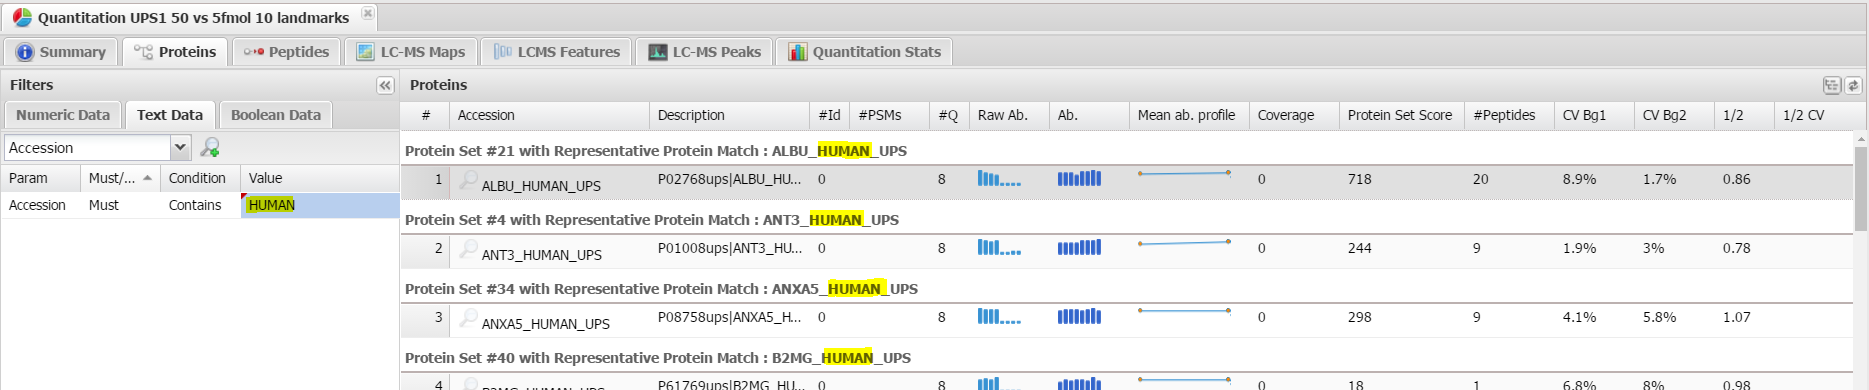 Quantitation UPS1 50 vs 5fmol 10 landmarks
Summary Proteins Peptides LC-MS Maps LCMS Features LC-MS Peaks Quantitation Stats
Filters
Numeric Data Text Data Boolean Data
Accession
Param Must/... Condition Value
Accession Must Contains HUMAN
Proteins
# Accession Description #Id #PSMs #Q Raw Ab. Ab. Mean ab. profile Coverage Protein Set Score #Peptides CV Bg1 CV Bg2 1/2 1/2 CV
Protein Set #21 with Representative Protein Match : ALBU_HUMAN_UPS
1 ALBU_HUMAN_UPS P02768ups|ALBU_HU... 0 8 0 718 20 8.9% 1.7% 0.86
Protein Set #4 with Representative Protein Match : ANT3_HUMAN_UPS
2 ANT3_HUMAN_UPS P01008ups|ANT3_HU... 0 8 0 244 9 1.9% 3% 0.78
Protein Set #34 with Representative Protein Match : ANXA5_HUMAN_UPS
3 ANXA5_HUMAN_UPS P08758ups|ANXA5_H... 0 8 0 298 9 4.1% 5.8% 1.07
Protein Set #40 with Representative Protein Match : B2MG_HUMAN_UPS
4 B2MG_HUMAN_UPS P61769ups|B2MG_HU... 0 8 0 18 1 6.8% 8% 0.98